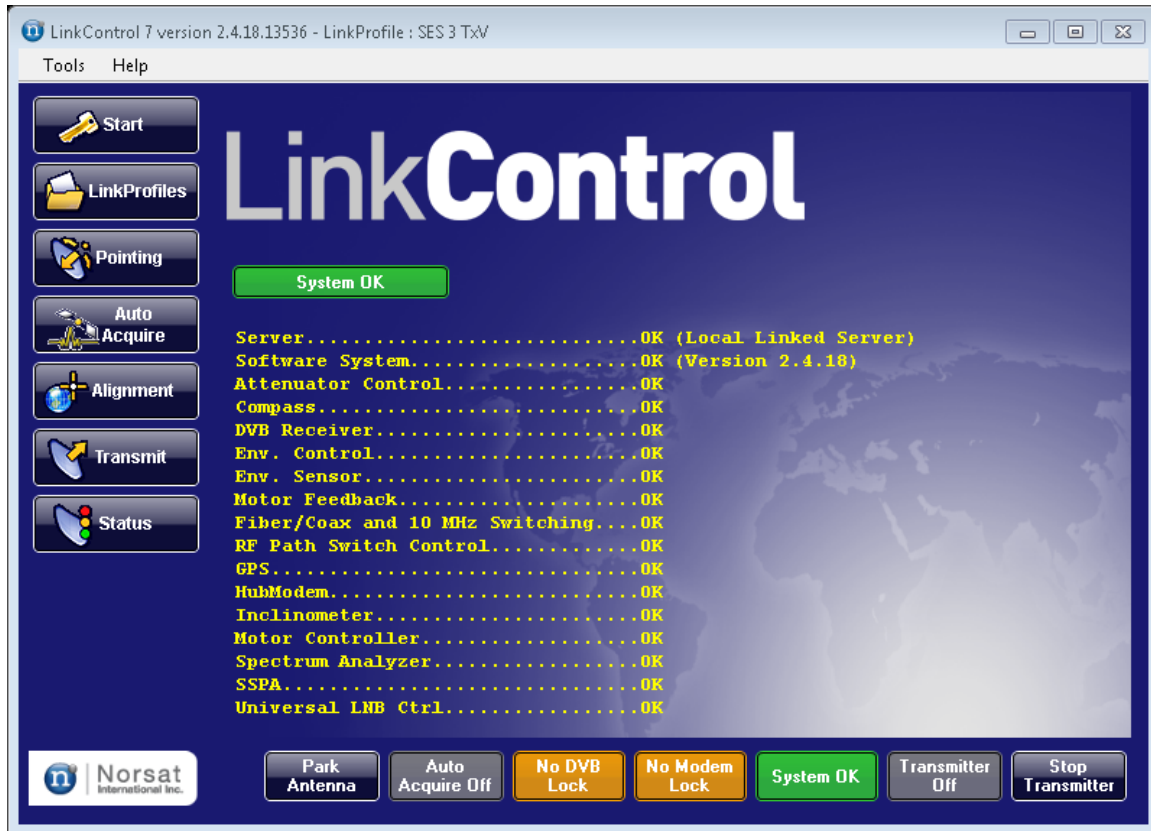 LinkControl 7 version 2.4.18.13536 - LinkProfile : SES 3 TxV
Tools Help
Start
LinkProfiles
Pointing
Auto
Acquire
Alignment
Transmit
Status
LinkControl
System OK
Server.............................OK (Local Linked Server)
Software System....................OK (Version 2.4.18)
Attenuator Control.................OK
Compass............................OK
DVB Receiver.......................OK
Env. Control.......................OK
Env. Sensor........................OK
Motor Feedback.....................OK
Fiber/Coax and 10 MHz Switching....OK
RF Path Switch Control.............OK
GPS................................OK
HubModem...........................OK
Inclinometer.......................OK
Motor Controller...................OK
Spectrum Analyzer..................OK
SSPA...............................OK
Universal LNB Ctrl.................OK
n Norsat
International Inc.
Park
Antenna
Auto
Acquire Off
No DVB
Lock
No Modem
Lock
System OK
Transmitter
Off
Stop
Transmitter